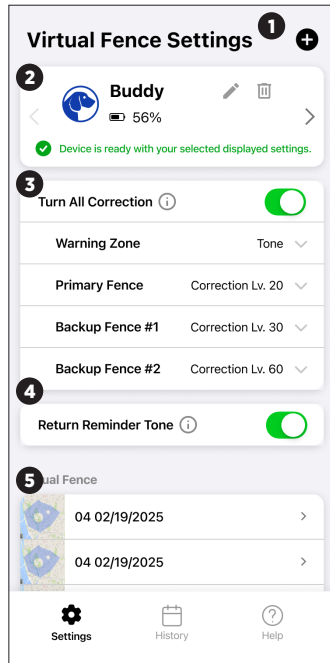 Virtual Fence Settings
1
2
Buddy
56%
Device is ready with your selected displayed settings.
3
Turn All Correction i
Warning Zone Tone
Primary Fence Correction Lv. 20
Backup Fence #1 Correction Lv. 30
Backup Fence #2 Correction Lv. 60
4
Return Reminder Tone i
5
ual Fence
04 02/19/2025
04 02/19/2025
Settings History Help